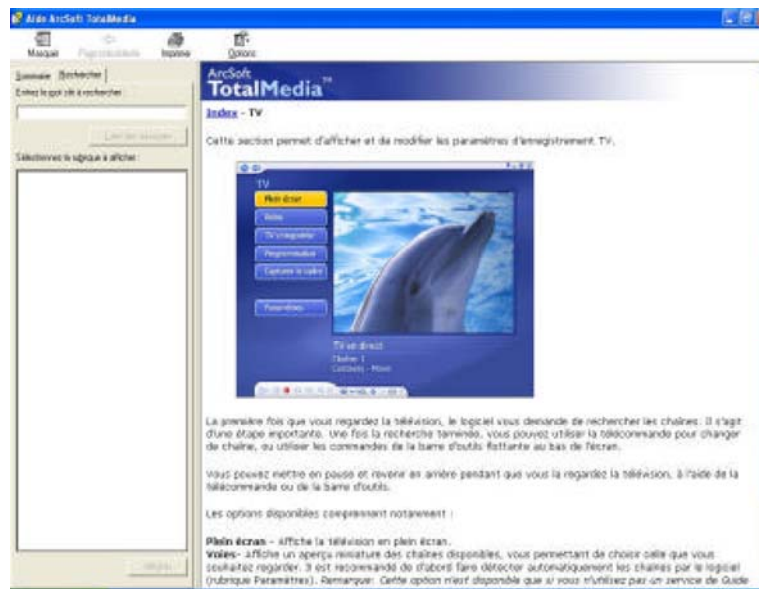 Aide ArcSoft TotalMedia
Masquer Imprimer Options
Sommaire Rechercher
Entrez le mot clé à rechercher
Sélectionnez la rubrique à afficher :
ArcSoft
TotalMedia™
Index - TV
Cette section permet d'afficher et de modifier les paramètres d'enregistrement TV.
TV
Plein écran
Programmation
Capturer le cadre
Paramètres
TV en direct
La première fois que vous regardez la télévision, le logiciel vous demande de rechercher les chaînes. Il s'agit
d'une étape importante. Une fois la recherche terminée, vous pouvez utiliser la télécommande pour changer
de chaîne, ou utiliser les commandes de la barre d'outils flottante au bas de l'écran.
Vous pouvez mettre en pause et revenir en arrière pendant que vous la regardez la télévision, à l'aide de la
télécommande ou de la barre d'outils.
Les options disponibles comprennent notamment :
Plein écran - Affiche la télévision en plein écran.
Voies- Affiche un aperçu miniature des chaînes disponibles, vous permettant de choisir celle que vous
souhaitez regarder. Il est recommandé de d'abord faire détecter automatiquement les chaînes par le logiciel
(rubrique Paramètres). Remarque: Cette option n'est disponible que si vous n'utilisez pas un service de Guide